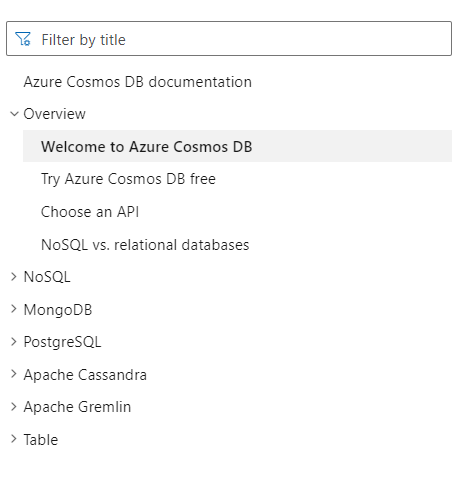 Filter by title
Azure Cosmos DB documentation
Overview
Welcome to Azure Cosmos DB
Try Azure Cosmos DB free
Choose an API
NoSQL vs. relational databases
NoSQL
MongoDB
PostgreSQL
Apache Cassandra
Apache Gremlin
Table